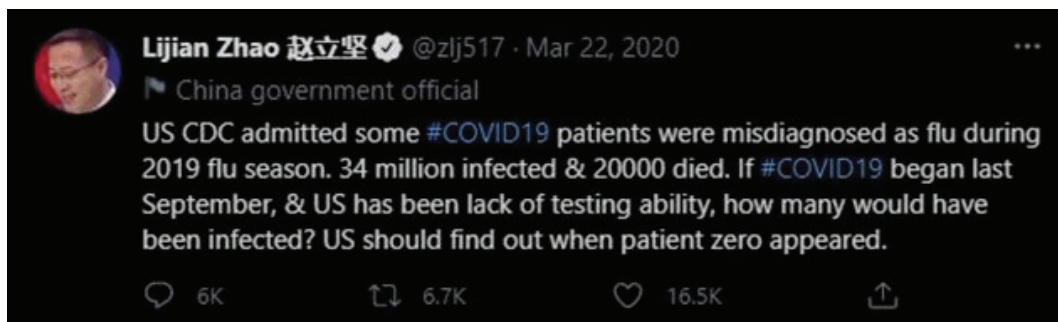 Lijian Zhao 赵立坚 @zlj517 · Mar 22, 2020
China government official
US CDC admitted some #COVID19 patients were misdiagnosed as flu during
2019 flu season. 34 million infected & 20000 died. If #COVID19 began last
September, & US has been lack of testing ability, how many would have
been infected? US should find out when patient zero appeared.
6K 6.7K 16.5K